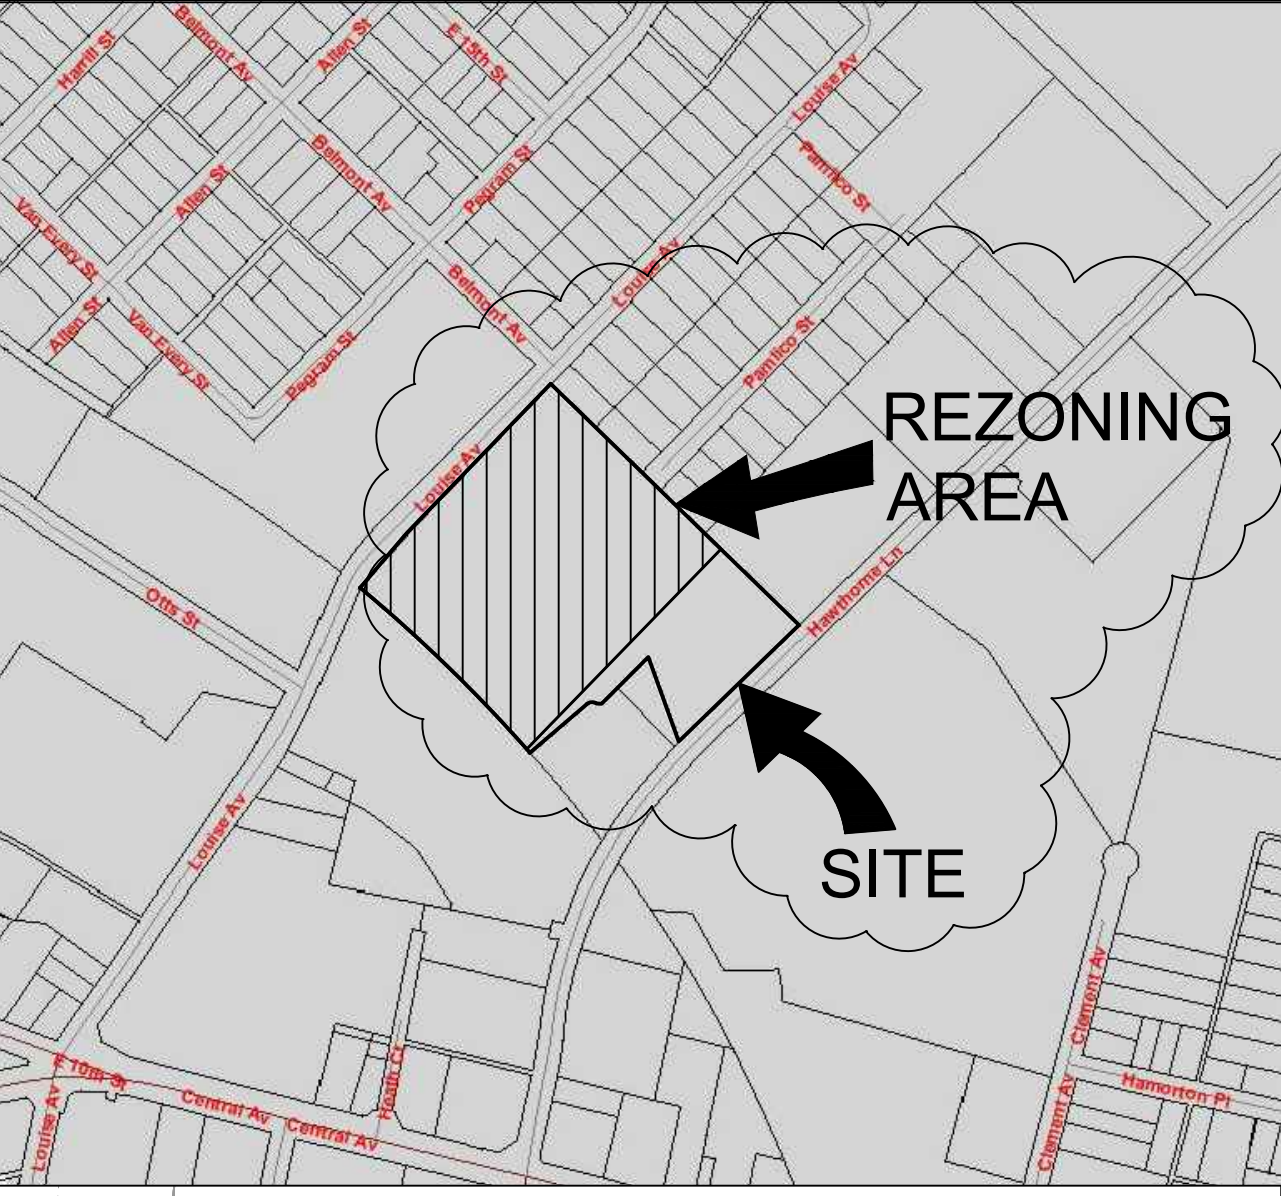 Belmont Av
Harrill St
Allen St
E 15th St
Louise Av
Belmont Av
Pegram St
Pamlico St
Allen St
Van Every St
Louise Av
Belmont Av
Allen St
Van Every St
Pegram St
Pamlico St
REZONING
AREA
Louise Av
Otts St
Hawthorne Ln
Louise Av
SITE
Clement Av
E 10th St
Heath Ct
Louise Av
Central Av
Central Av
Clement Av
Hamorton Pl